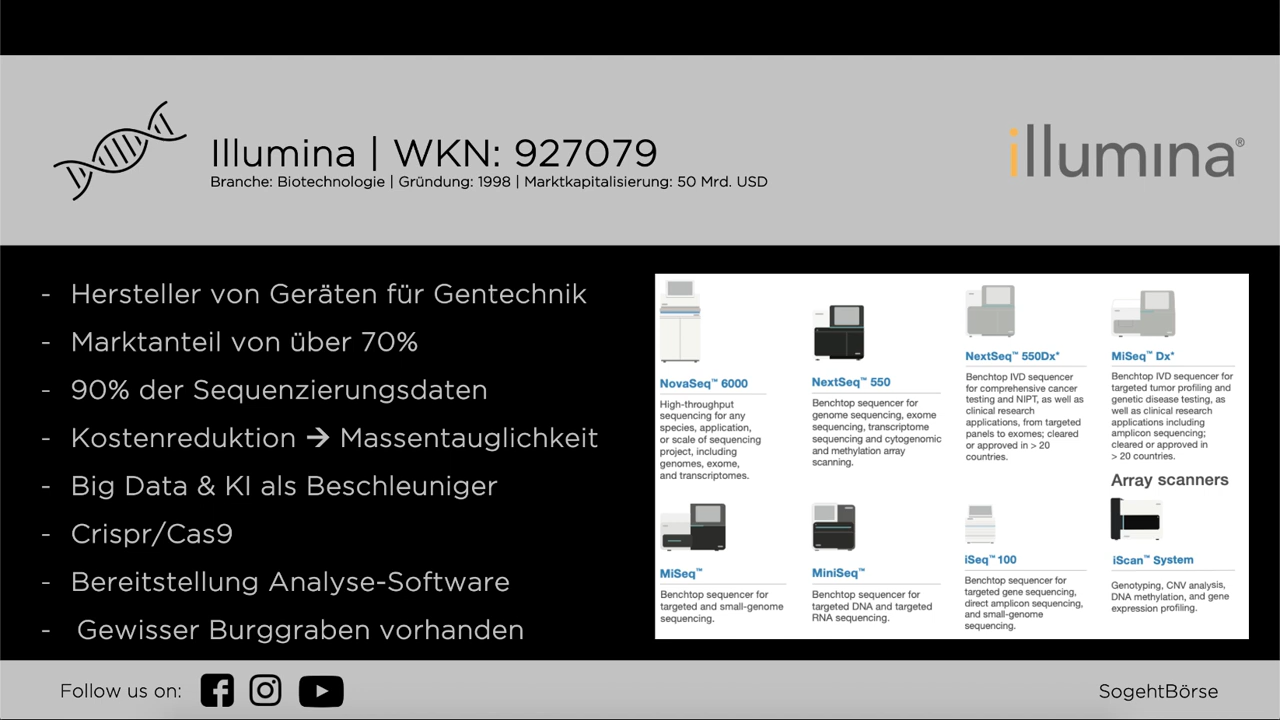 Illumina | WKN: 927079
Branche: Biotechnologie | Gründung: 1998 | Marktkapitalisierung: 50 Mrd. USD
illumina®
- Hersteller von Geräten für Gentechnik
- Marktanteil von über 70%
- 90% der Sequenzierungsdaten
- Kostenreduktion → Massentauglichkeit
- Big Data & KI als Beschleuniger
- Crispr/Cas9
- Bereitstellung Analyse-Software
- Gewisser Burggraben vorhanden
NovaSeq™ 6000
High-throughput
sequencing for any
species, application,
or scale of sequencing
project, including
genomes, exome,
and transcriptomes.
NextSeq™ 550
Benchtop sequencer for
genome sequencing, exome
sequencing, transcriptome
sequencing and cytogenomic
and methylation array
scanning.
NextSeq™ 550Dx*
Benchtop IVD sequencer
for comprehensive cancer
testing and NIPT, as well as
clinical research
applications, from targeted
panels to exomes; cleared
or approved in > 20
countries.
MiSeq™ Dx*
Benchtop IVD sequencer for
targeted tumor profiling and
genetic disease testing, as
well as clinical research
applications including
amplicon sequencing;
cleared or approved in
> 20 countries.
MiSeq™
Benchtop sequencer for
targeted and small-genome
sequencing.
MiniSeq™
Benchtop sequencer for
targeted DNA and targeted
RNA sequencing.
iSeq™ 100
Benchtop sequencer for
targeted gene sequencing,
direct amplicon sequencing,
and small-genome
sequencing.
Array scanners
iScan™ System
Genotyping, CNV analysis,
DNA methylation, and gene
expression profiling.
Follow us on:
SogehtBörse